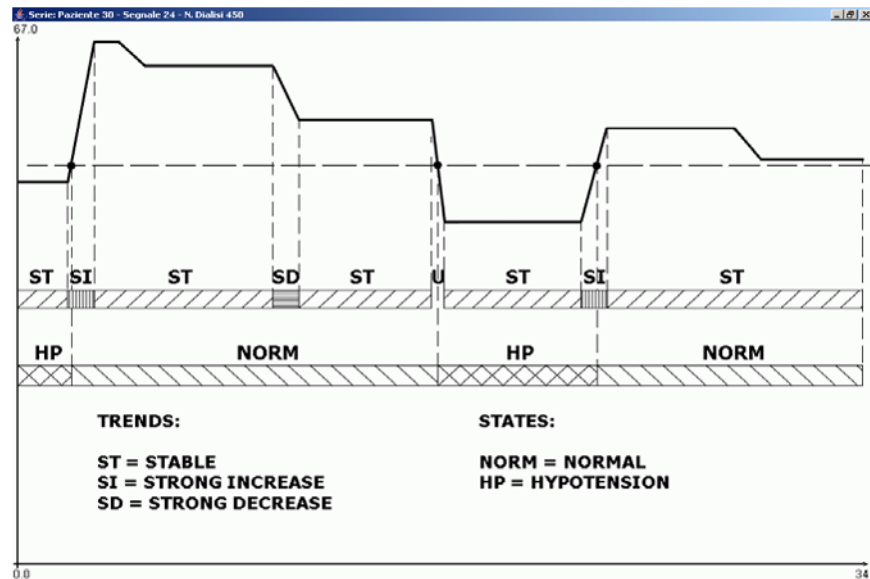 Serie: Paziente 30 - Segnale 24 - N. Dialisi 450
67.0
ST SI ST SD ST U ST SI ST
HP NORM HP NORM
TRENDS: STATES:
ST = STABLE NORM = NORMAL
SI = STRONG INCREASE HP = HYPOTENSION
SD = STRONG DECREASE
0.0 34